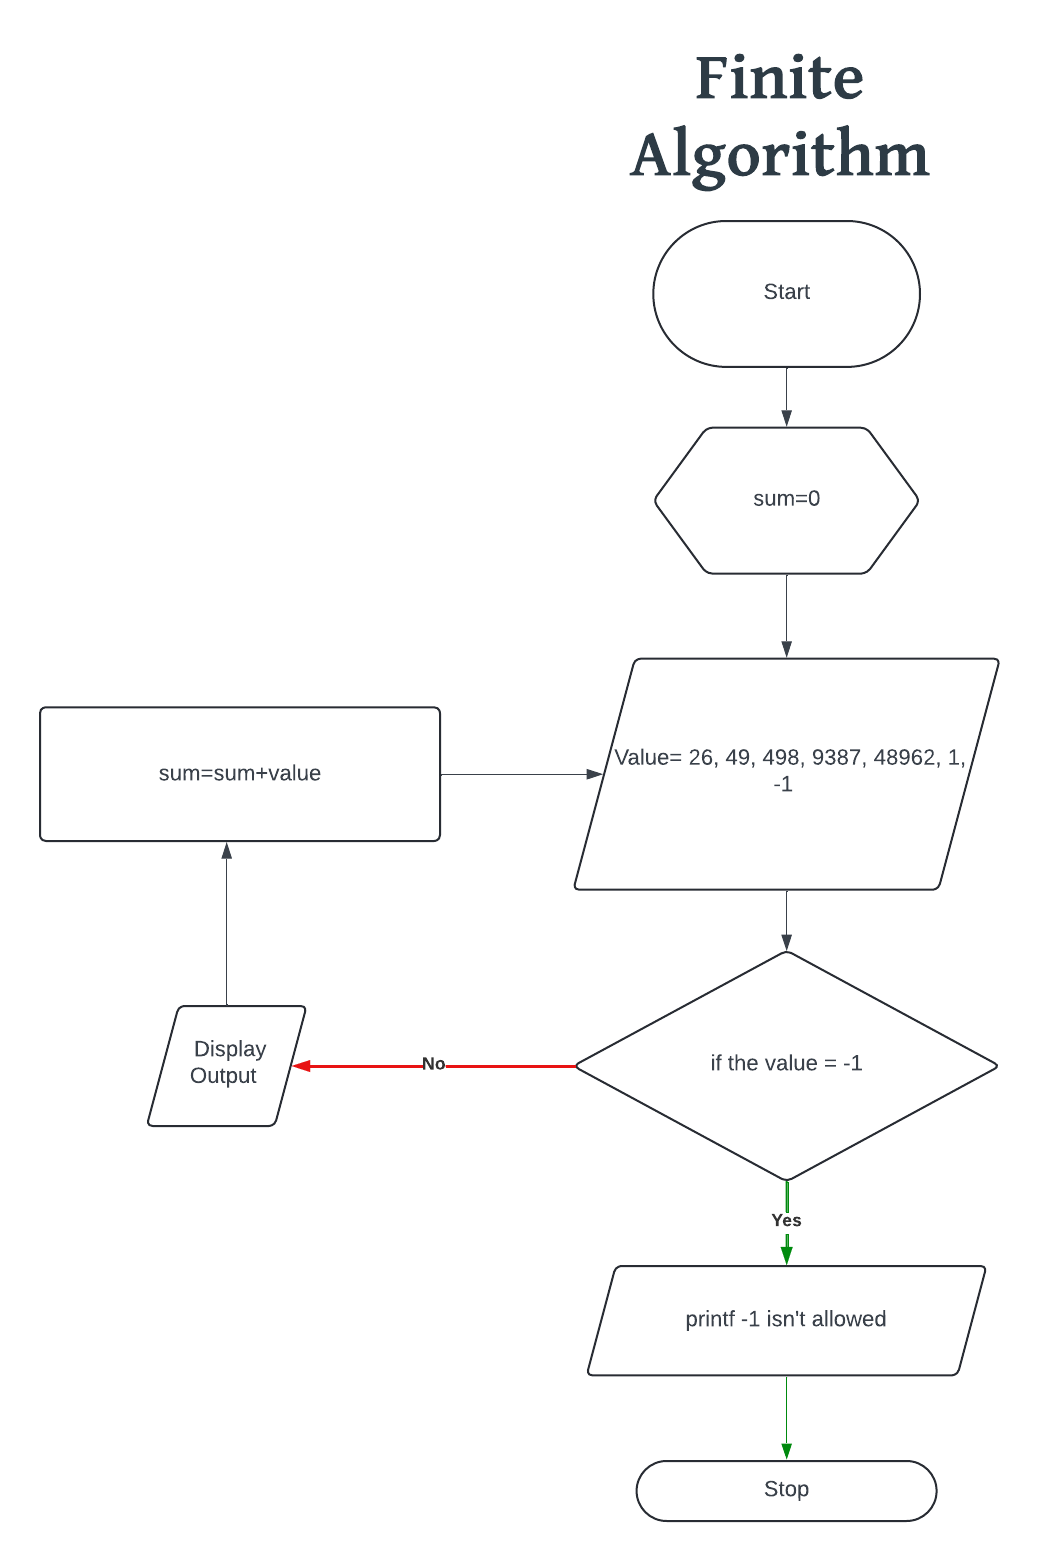 Finite
Algorithm
Start
sum=0
Value= 26, 49, 498, 9387, 48962, 1,
-1
sum=sum+value
if the value = -1
No
Display
Output
Yes
printf -1 isn't allowed
Stop